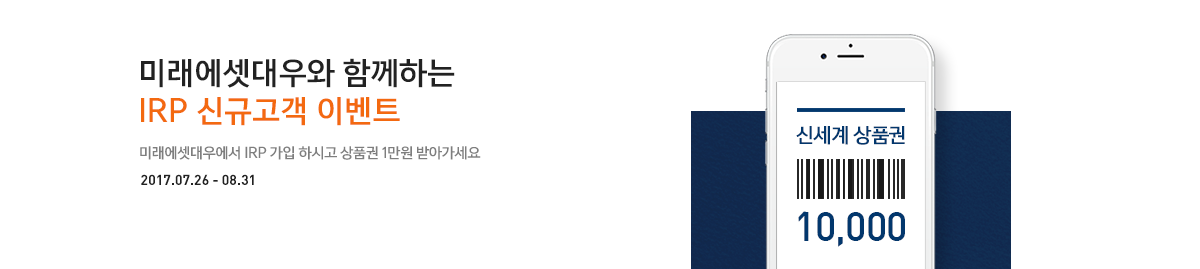 미래에셋대우와 함께하는
IRP 신규고객 이벤트
미래에셋대우에서 IRP 가입 하시고 상품권 1만원 받아가세요
2017.07.26 - 08.31
신세계 상품권
10,000